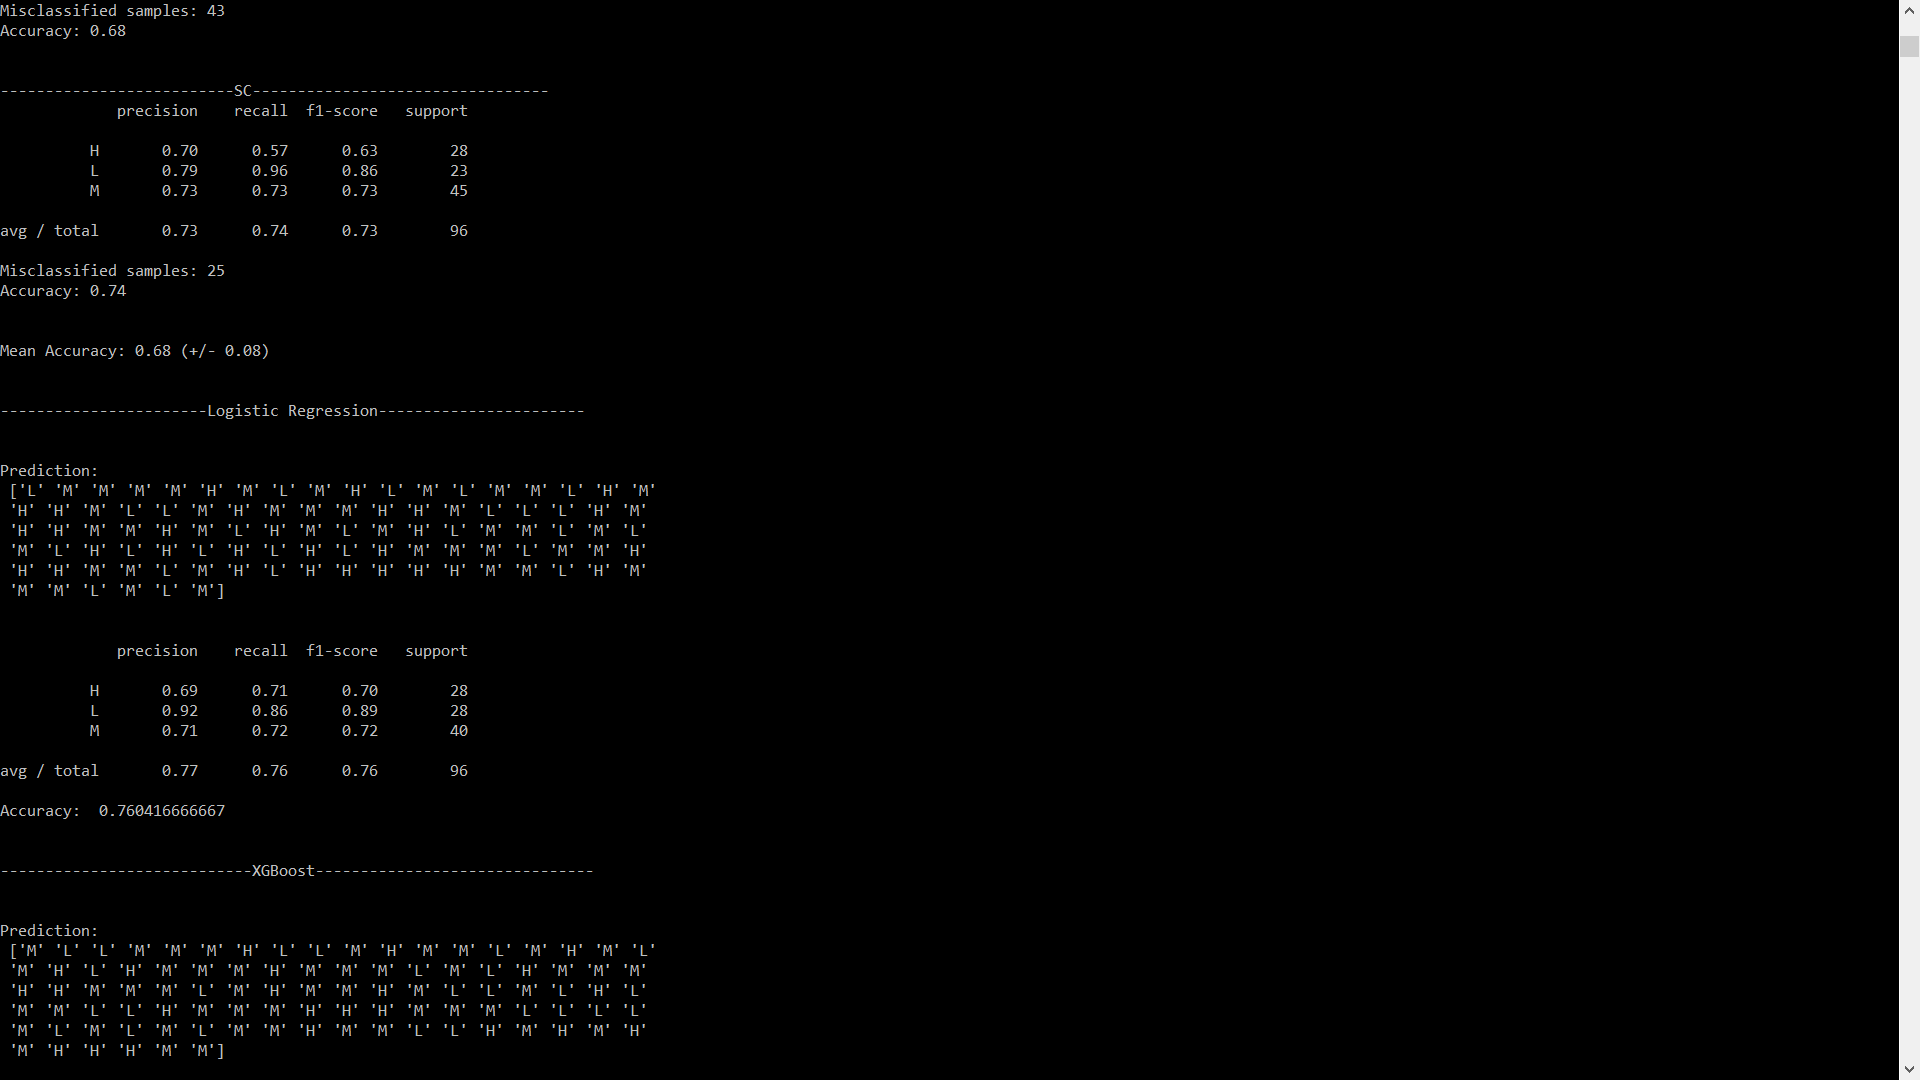 Misclassified samples: 43
Accuracy: 0.68
--------------------------SC---------------------------------
precision recall f1-score support
H 0.70 0.57 0.63 28
L 0.79 0.96 0.86 23
M 0.73 0.73 0.73 45
avg / total 0.73 0.74 0.73 96
Misclassified samples: 25
Accuracy: 0.74
Mean Accuracy: 0.68 (+/- 0.08)
-----------------------Logistic Regression-----------------------
Prediction:
['L' 'M' 'M' 'M' 'M' 'H' 'M' 'L' 'M' 'H' 'L' 'M' 'L' 'M' 'M' 'L' 'H' 'M'
'H' 'H' 'M' 'L' 'L' 'M' 'H' 'M' 'M' 'M' 'H' 'H' 'M' 'L' 'L' 'L' 'H' 'M'
'H' 'H' 'M' 'M' 'H' 'M' 'L' 'H' 'M' 'L' 'M' 'H' 'L' 'M' 'M' 'L' 'M' 'L'
'M' 'L' 'H' 'L' 'H' 'L' 'H' 'L' 'H' 'L' 'H' 'M' 'M' 'M' 'L' 'M' 'M' 'H'
'H' 'H' 'M' 'M' 'L' 'M' 'H' 'L' 'H' 'H' 'H' 'H' 'H' 'M' 'M' 'L' 'H' 'M'
'M' 'M' 'L' 'M' 'L' 'M']
precision recall f1-score support
H 0.69 0.71 0.70 28
L 0.92 0.86 0.89 28
M 0.71 0.72 0.72 40
avg / total 0.77 0.76 0.76 96
Accuracy: 0.760416666667
----------------------------XGBoost-------------------------------
Prediction:
['M' 'L' 'L' 'M' 'M' 'M' 'H' 'L' 'L' 'M' 'H' 'M' 'M' 'L' 'M' 'H' 'M' 'L'
'M' 'H' 'L' 'H' 'M' 'M' 'M' 'H' 'M' 'M' 'M' 'L' 'M' 'L' 'H' 'M' 'M' 'M'
'H' 'H' 'M' 'M' 'M' 'L' 'M' 'H' 'M' 'M' 'H' 'M' 'L' 'L' 'M' 'L' 'H' 'L'
'M' 'M' 'L' 'L' 'H' 'M' 'M' 'M' 'H' 'H' 'H' 'M' 'M' 'M' 'L' 'L' 'L' 'L'
'M' 'L' 'M' 'L' 'M' 'L' 'M' 'M' 'H' 'M' 'M' 'L' 'L' 'H' 'M' 'H' 'M' 'H'
'M' 'H' 'H' 'H' 'M' 'M']